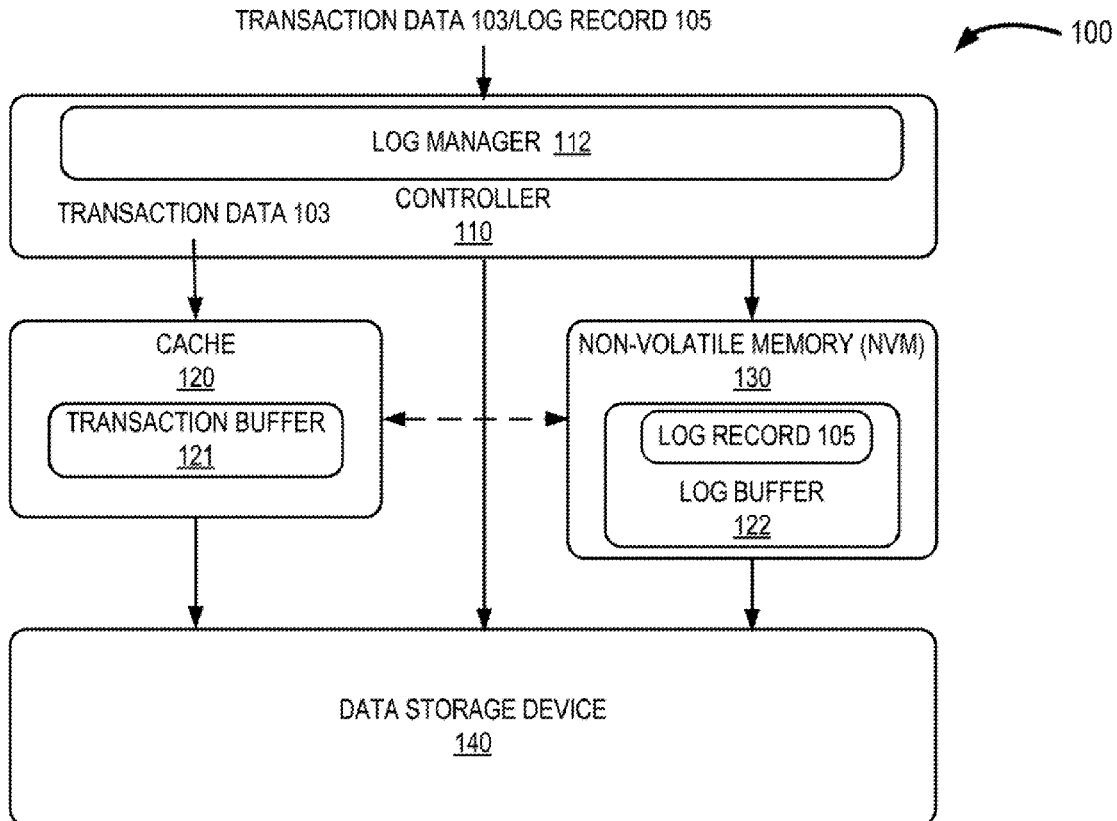 TRANSACTION DATA 103/LOG RECORD 105
100
LOG MANAGER 112
CONTROLLER
110
TRANSACTION DATA 103
CACHE
120
TRANSACTION BUFFER
121
NON-VOLATILE MEMORY (NVM)
130
LOG RECORD 105
LOG BUFFER
122
DATA STORAGE DEVICE
140